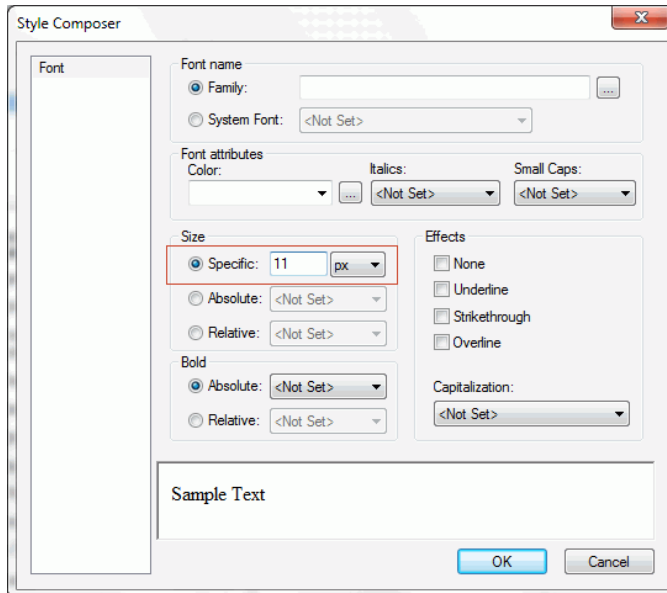 Style Composer
Font
Font name
Family:
...
System Font: <Not Set>
Font attributes
Color: Italics: Small Caps:
... <Not Set> <Not Set>
Size
Specific: 11 px
Absolute: <Not Set>
Relative: <Not Set>
Effects
None
Underline
Strikethrough
Overline
Bold
Absolute: <Not Set>
Relative: <Not Set>
Capitalization:
<Not Set>
Sample Text
OK Cancel